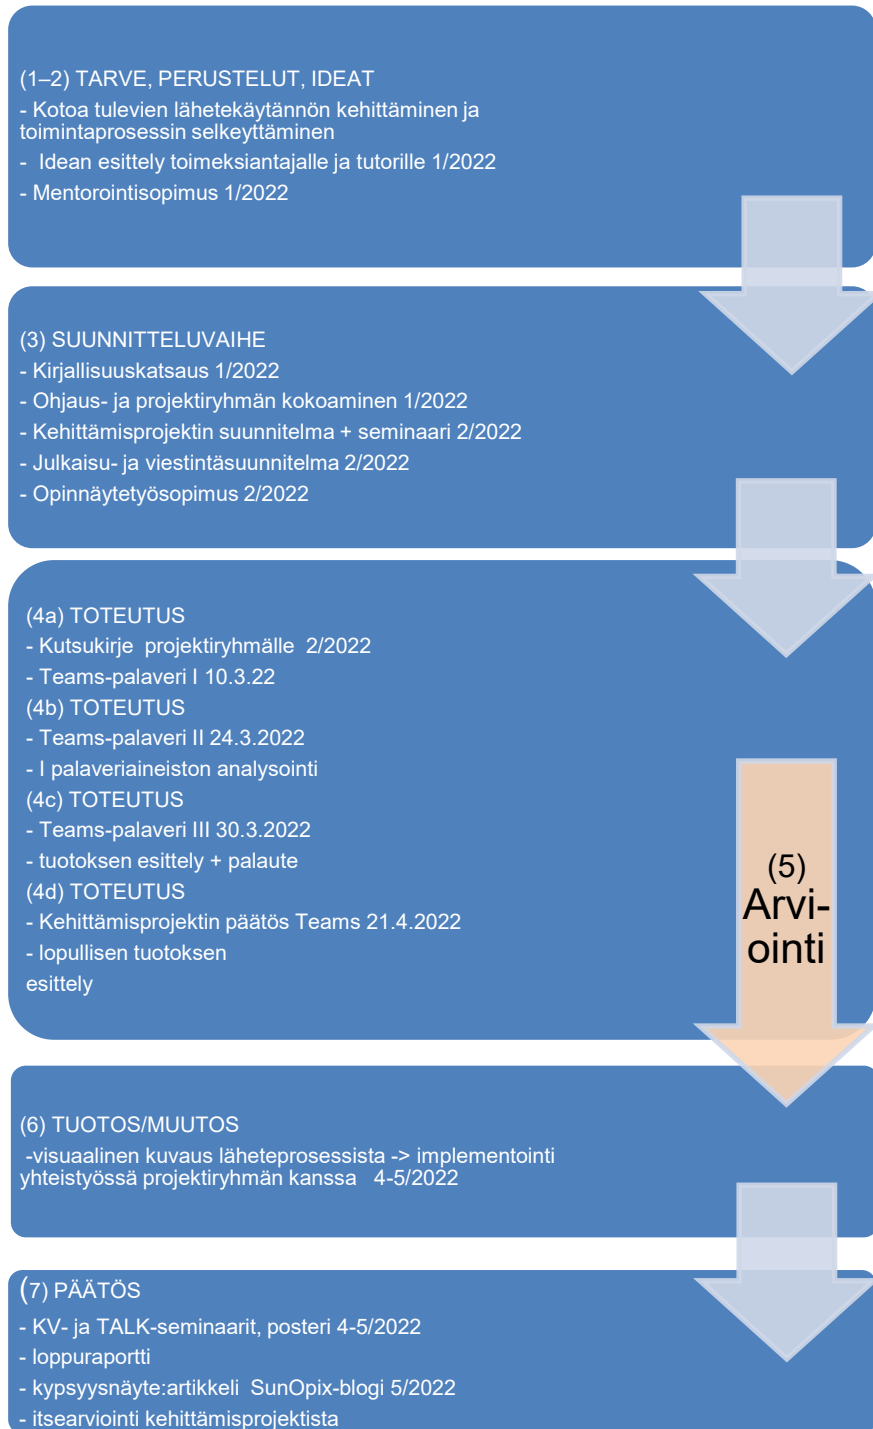 (1–2) TARVE, PERUSTELUT, IDEAT
- Kotoa tulevien lähetekäytännön kehittäminen ja
toimintaprosessin selkeyttäminen
- Idean esittely toimeksiantajalle ja tutorille 1/2022
- Mentorointisopimus 1/2022
(3) SUUNNITTELUVAIHE
- Kirjallisuuskatsaus 1/2022
- Ohjaus- ja projektiryhmän kokoaminen 1/2022
- Kehittämisprojektin suunnitelma + seminaari 2/2022
- Julkaisu- ja viestintäsuunnitelma 2/2022
- Opinnäytetyösopimus 2/2022
(4a) TOTEUTUS
- Kutsukirje projektiryhmälle 2/2022
- Teams-palaveri I 10.3.22
(4b) TOTEUTUS
- Teams-palaveri II 24.3.2022
- I palaveriaineiston analysointi
(4c) TOTEUTUS
- Teams-palaveri III 30.3.2022
- tuotoksen esittely + palaute
(4d) TOTEUTUS
- Kehittämisprojektin päätös Teams 21.4.2022
- lopullisen tuotoksen
esittely
(5)
Arvi-
ointi
(6) TUOTOS/MUUTOS
-visuaalinen kuvaus läheteprosessista -> implementointi
yhteistyössä projektiryhmän kanssa 4-5/2022
(7) PÄÄTÖS
- KV- ja TALK-seminaarit, posteri 4-5/2022
- loppuraportti
- kypsyysnäyte:artikkeli SunOpix-blogi 5/2022
- itsearviointi kehittämisprojektista